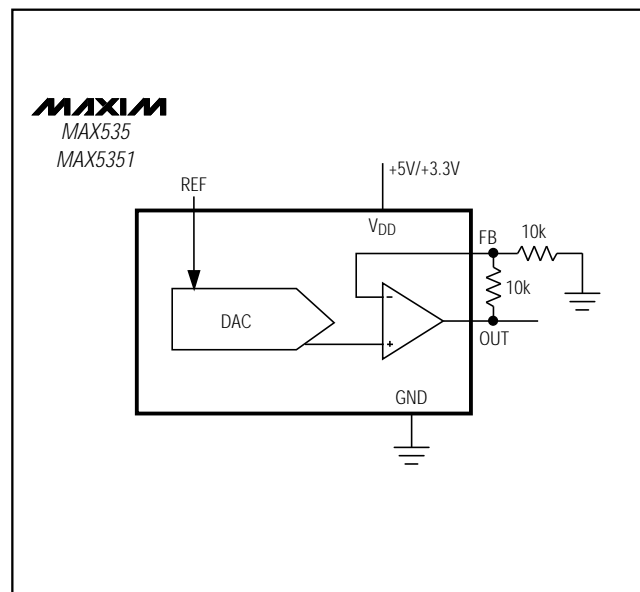 MAXIM
MAX535
MAX5351
+5V/+3.3V
REF
VDD
FB
10k
10k
DAC
-
+
OUT
GND